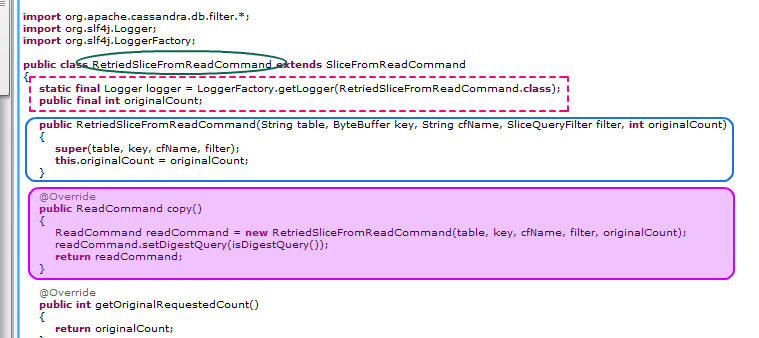 import org.apache.cassandra.db.filter.*;
import org.slf4j.Logger;
import org.slf4j.LoggerFactory;
public class RetriedSliceFromReadCommand extends SliceFromReadCommand
{
static final Logger logger = LoggerFactory.getLogger(RetriedSliceFromReadCommand.class);
public final int originalCount;
public RetriedSliceFromReadCommand(String table, ByteBuffer key, String cfName, SliceQueryFilter filter, int originalCount)
{
super(table, key, cfName, filter);
this.originalCount = originalCount;
}
@Override
public ReadCommand copy()
{
ReadCommand readCommand = new RetriedSliceFromReadCommand(table, key, cfName, filter, originalCount);
readCommand.setDigestQuery(isDigestQuery());
return readCommand;
}
@Override
public int getOriginalRequestedCount()
{
return originalCount;
}